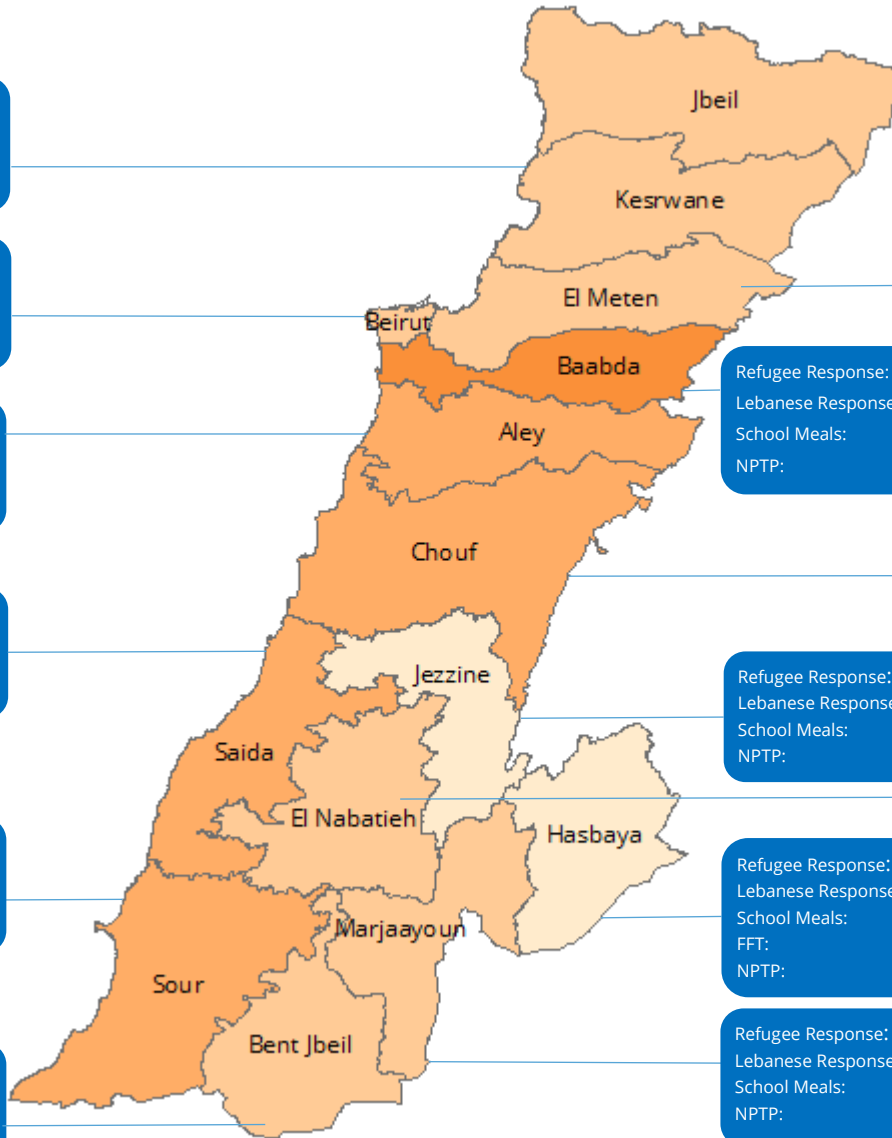 Jbeil
Kesrwane
El Meten
Beirut
Baabda
Refugee Response:
Lebanese Response
School Meals:
NPTP:
Aley
Chouf
Jezzine
Refugee Response:
Lebanese Response
School Meals:
NPTP:
Saida
El Nabatieh
Hasbaya
Refugee Response:
Lebanese Response
School Meals:
FFT:
NPTP:
Marjaayoun
Sour
Bent Jbeil
Refugee Response:
Lebanese Response
School Meals:
NPTP: